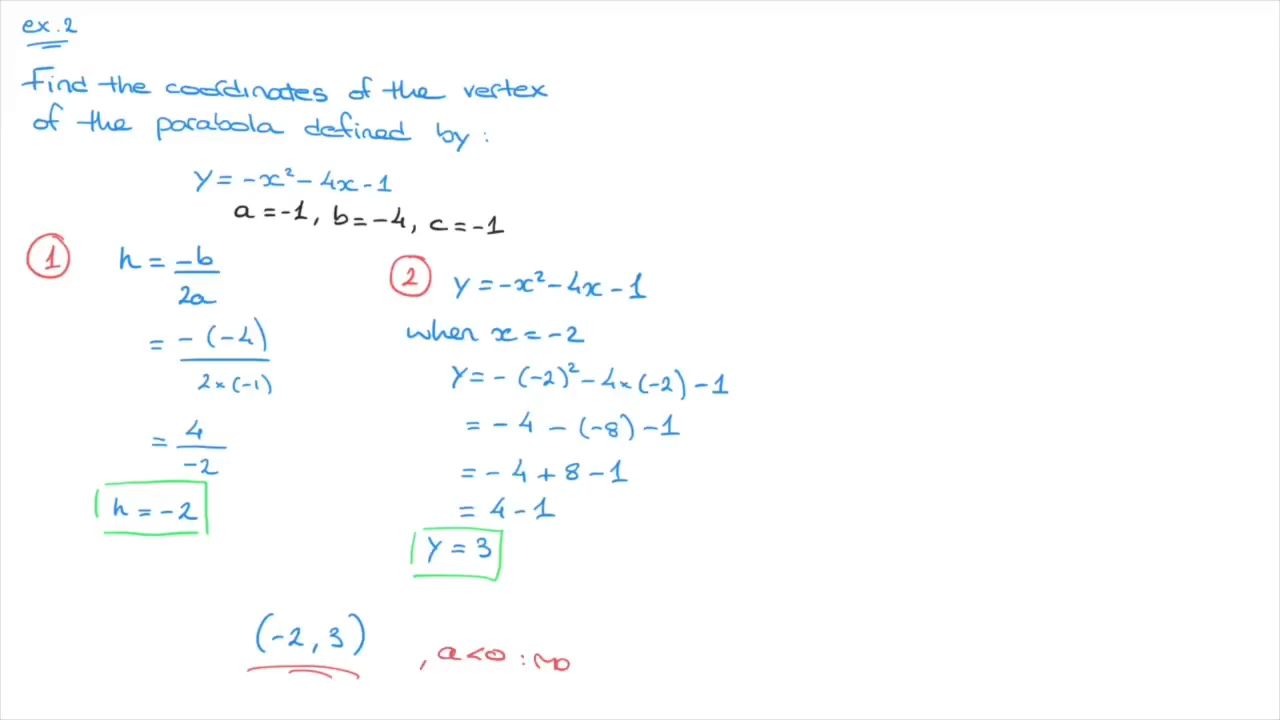 ex.2
Find the coordinates of the vertex
of the parabola defined by:
y = -x² - 4x - 1
a = -1, b = -4, c = -1
1
h = -b/2a
= -(-4)/2×(-1)
= 4/-2
h = -2
2
y = -x² - 4x - 1
when x = -2
y = -(-2)² - 4×(-2) - 1
= -4 - (-8) - 1
= -4 + 8 - 1
= 4 - 1
y = 3
(-2, 3)
, a<0 :